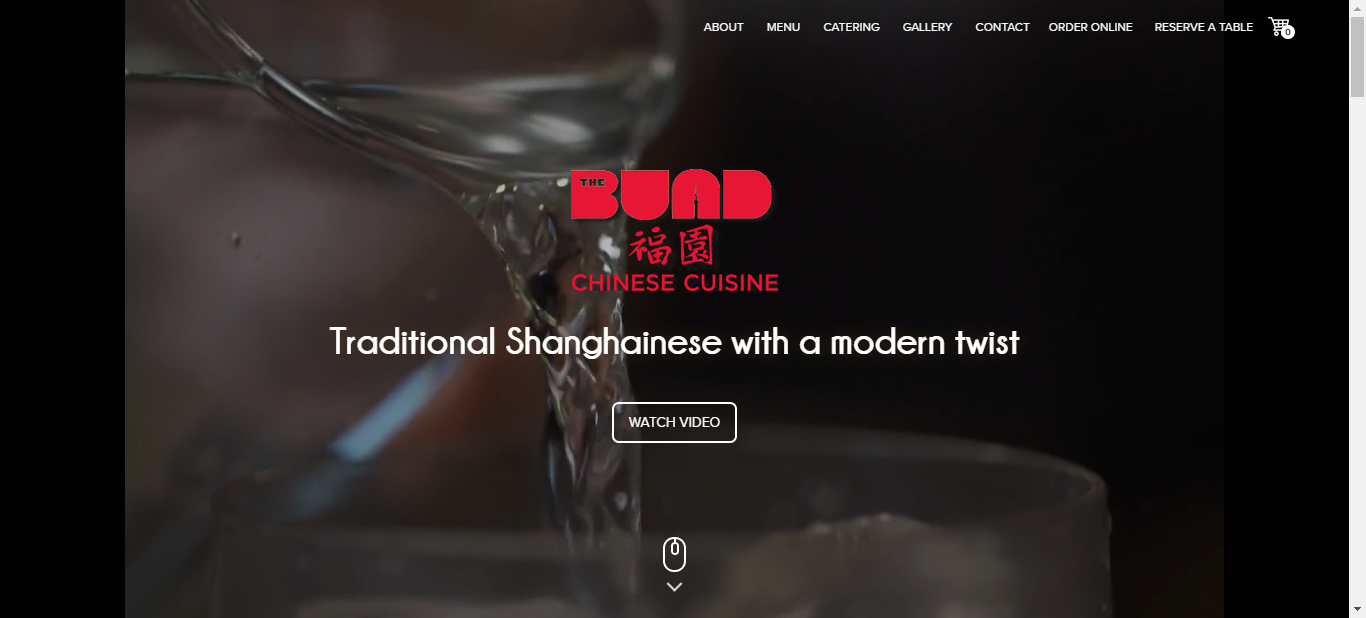 ABOUT MENU CATERING GALLERY CONTACT ORDER ONLINE RESERVE A TABLE 0
THE BUND
福園
CHINESE CUISINE
Traditional Shanghainese with a modern twist
WATCH VIDEO